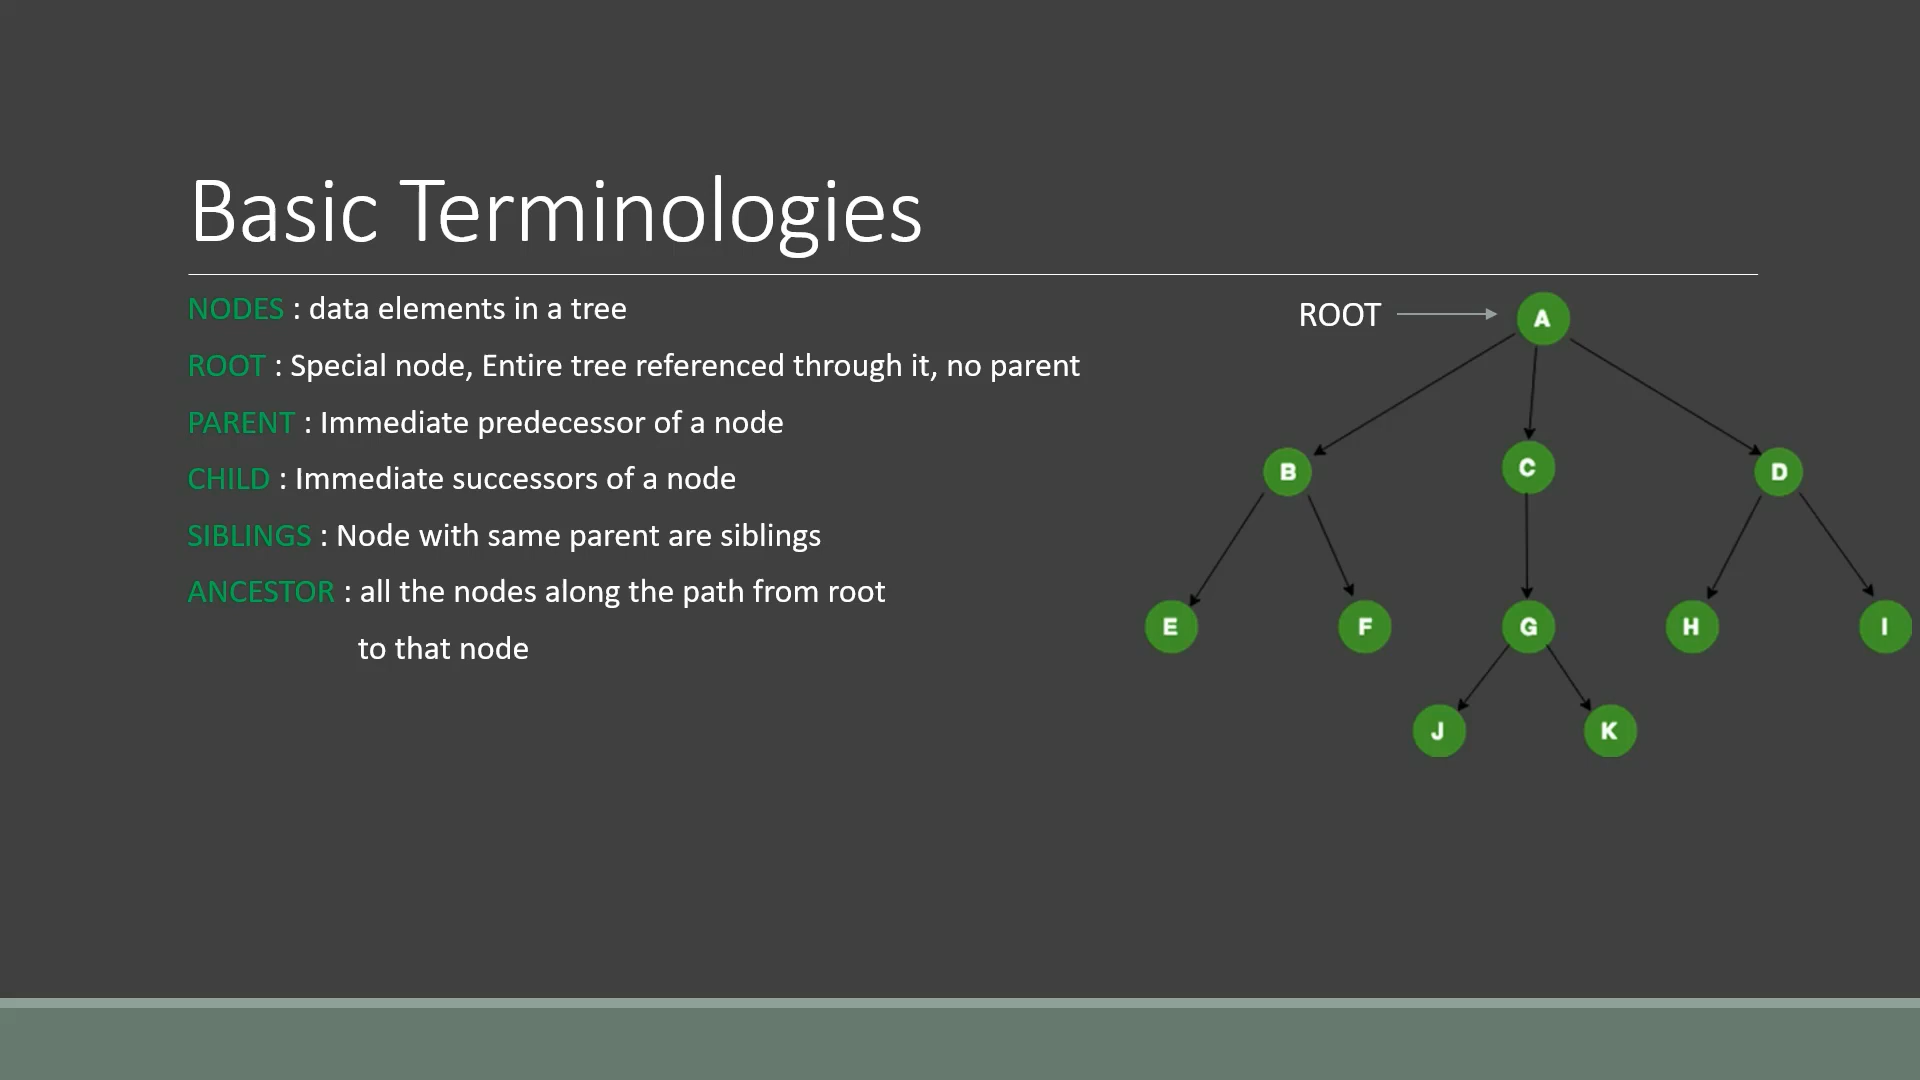 Basic Terminologies
NODES : data elements in a tree
ROOT : Special node, Entire tree referenced through it, no parent
PARENT : Immediate predecessor of a node
CHILD : Immediate successors of a node
SIBLINGS : Node with same parent are siblings
ANCESTOR : all the nodes along the path from root
to that node
ROOT
A
B
C
D
E
F
G
H
I
J
K